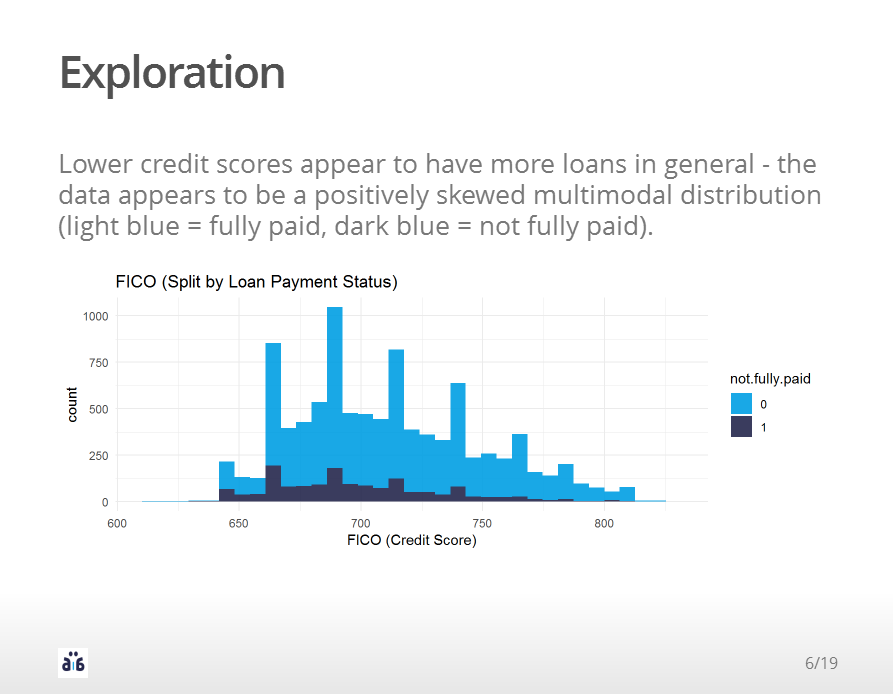 Exploration
Lower credit scores appear to have more loans in general - the
data appears to be a positively skewed multimodal distribution
(light blue = fully paid, dark blue = not fully paid).
FICO (Split by Loan Payment Status)
1000
750
500
250
0
count
600 650 700 750 800
FICO (Credit Score)
not.fully.paid
0
1
6/19